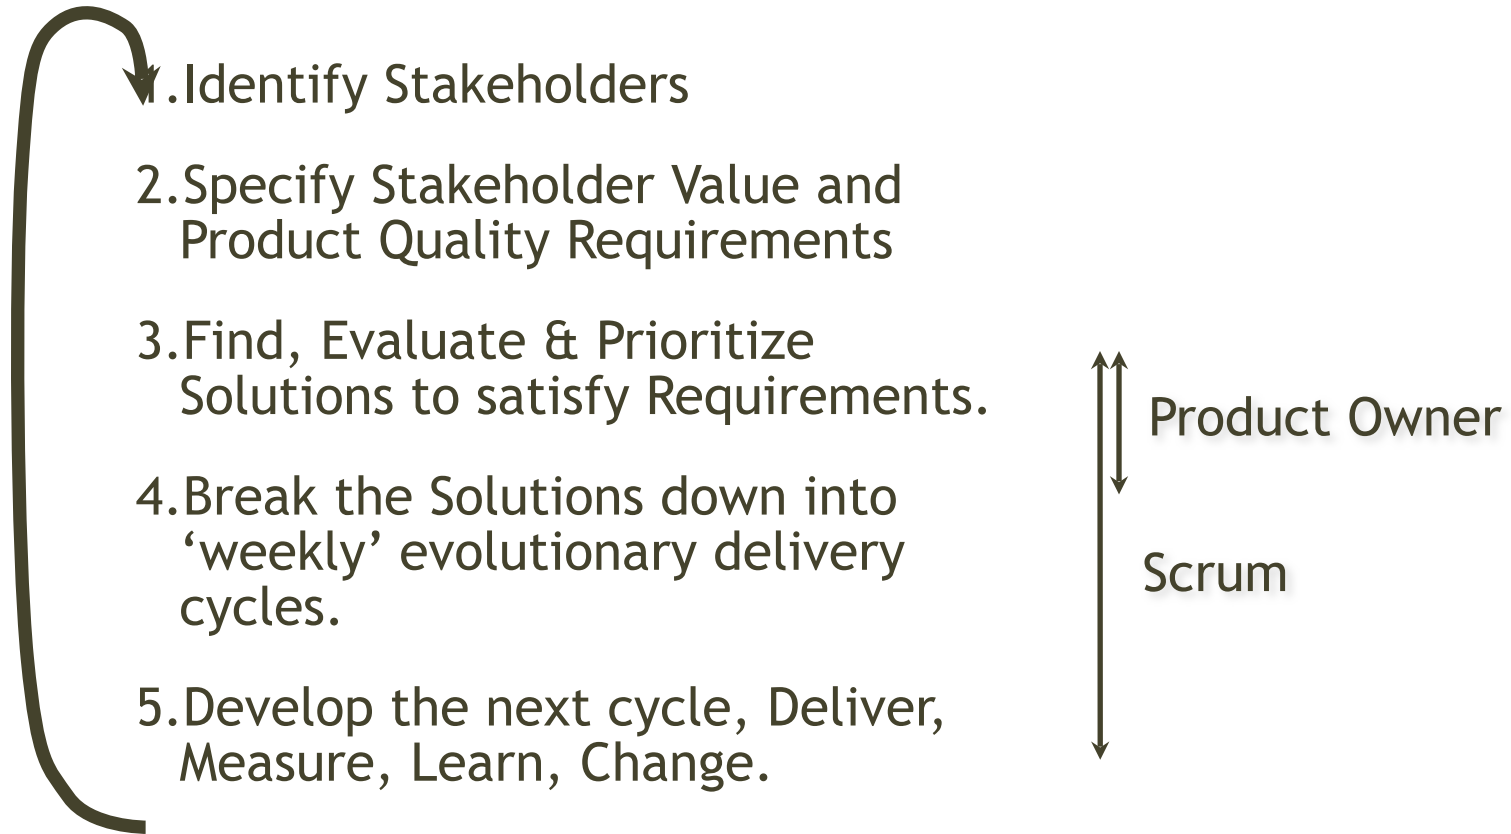 1.Identify Stakeholders
2.Specify Stakeholder Value and
Product Quality Requirements
3.Find, Evaluate & Prioritize
Solutions to satisfy Requirements.
Product Owner
4.Break the Solutions down into
‘weekly’ evolutionary delivery
cycles.
Scrum
5.Develop the next cycle, Deliver,
Measure, Learn, Change.